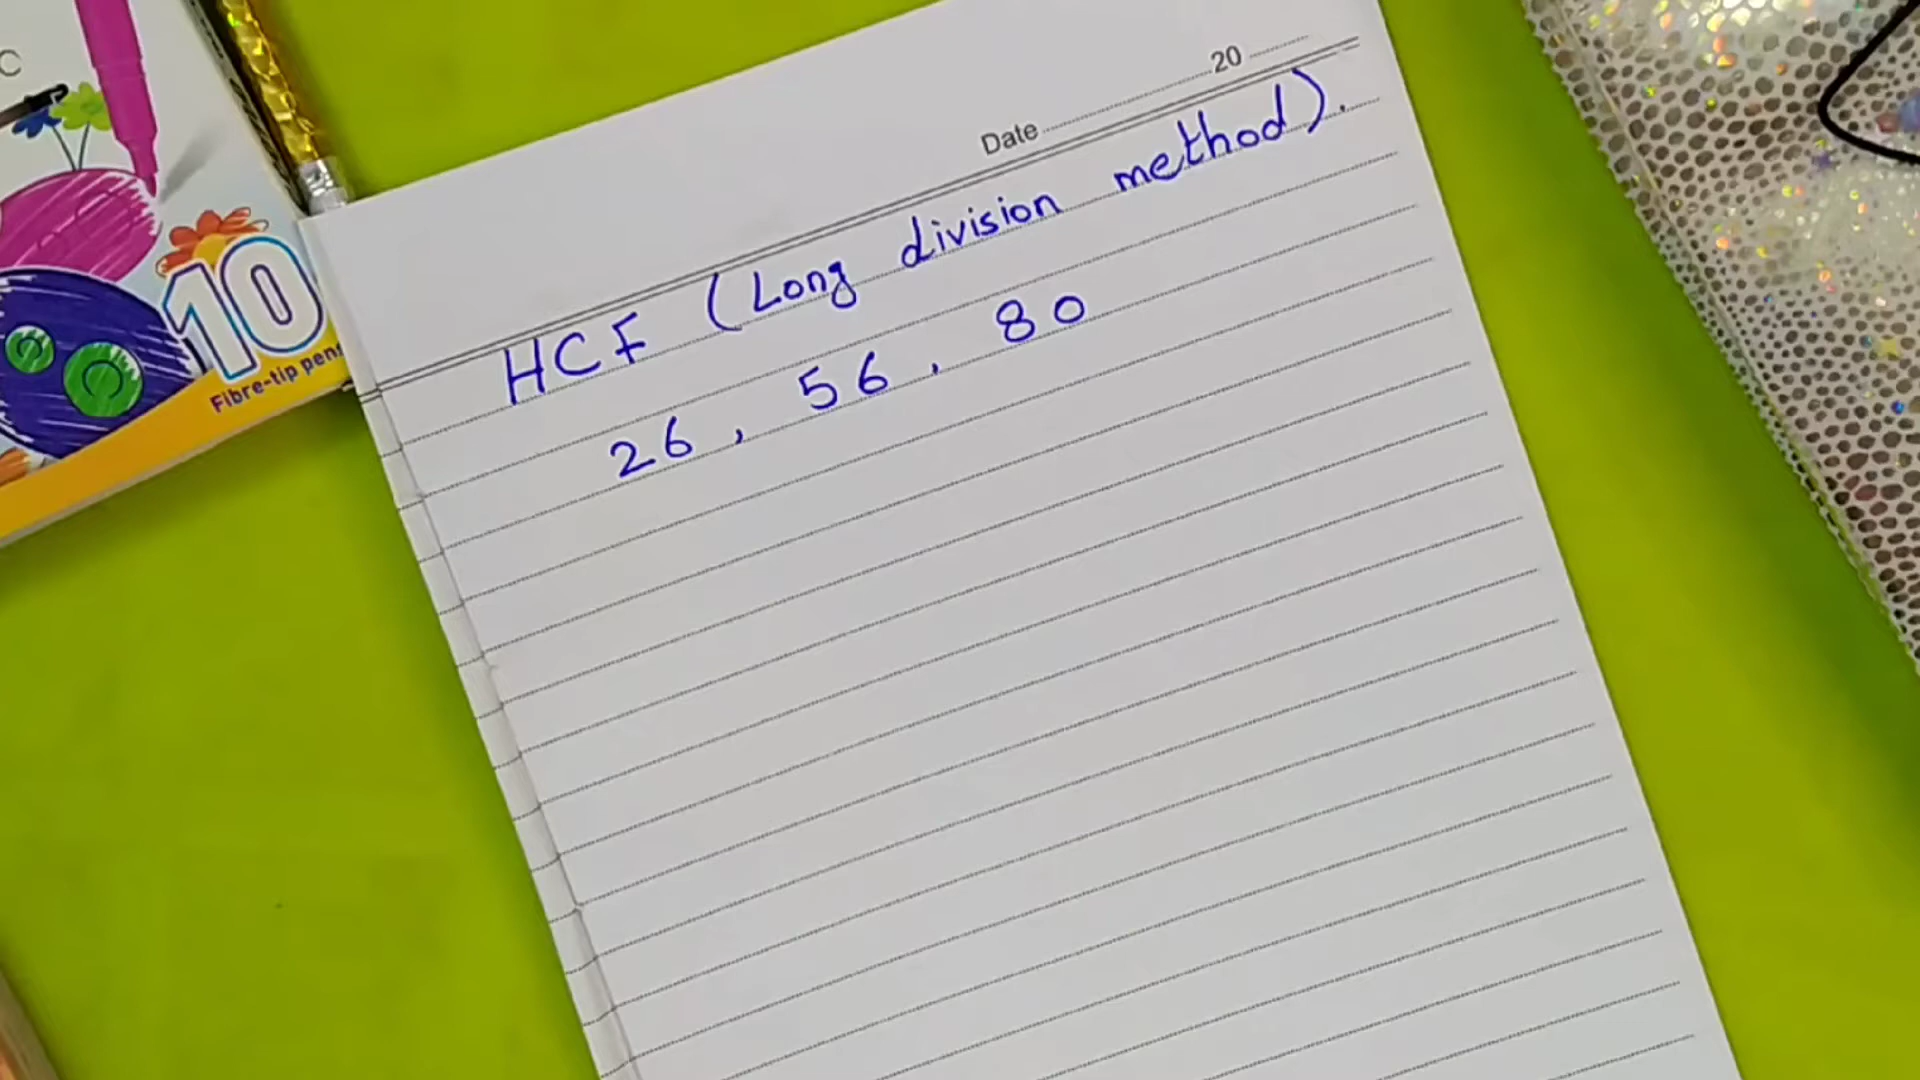 C
10
Fibre-tip pens
Date 20
HCF (Long division method).
26, 56, 80